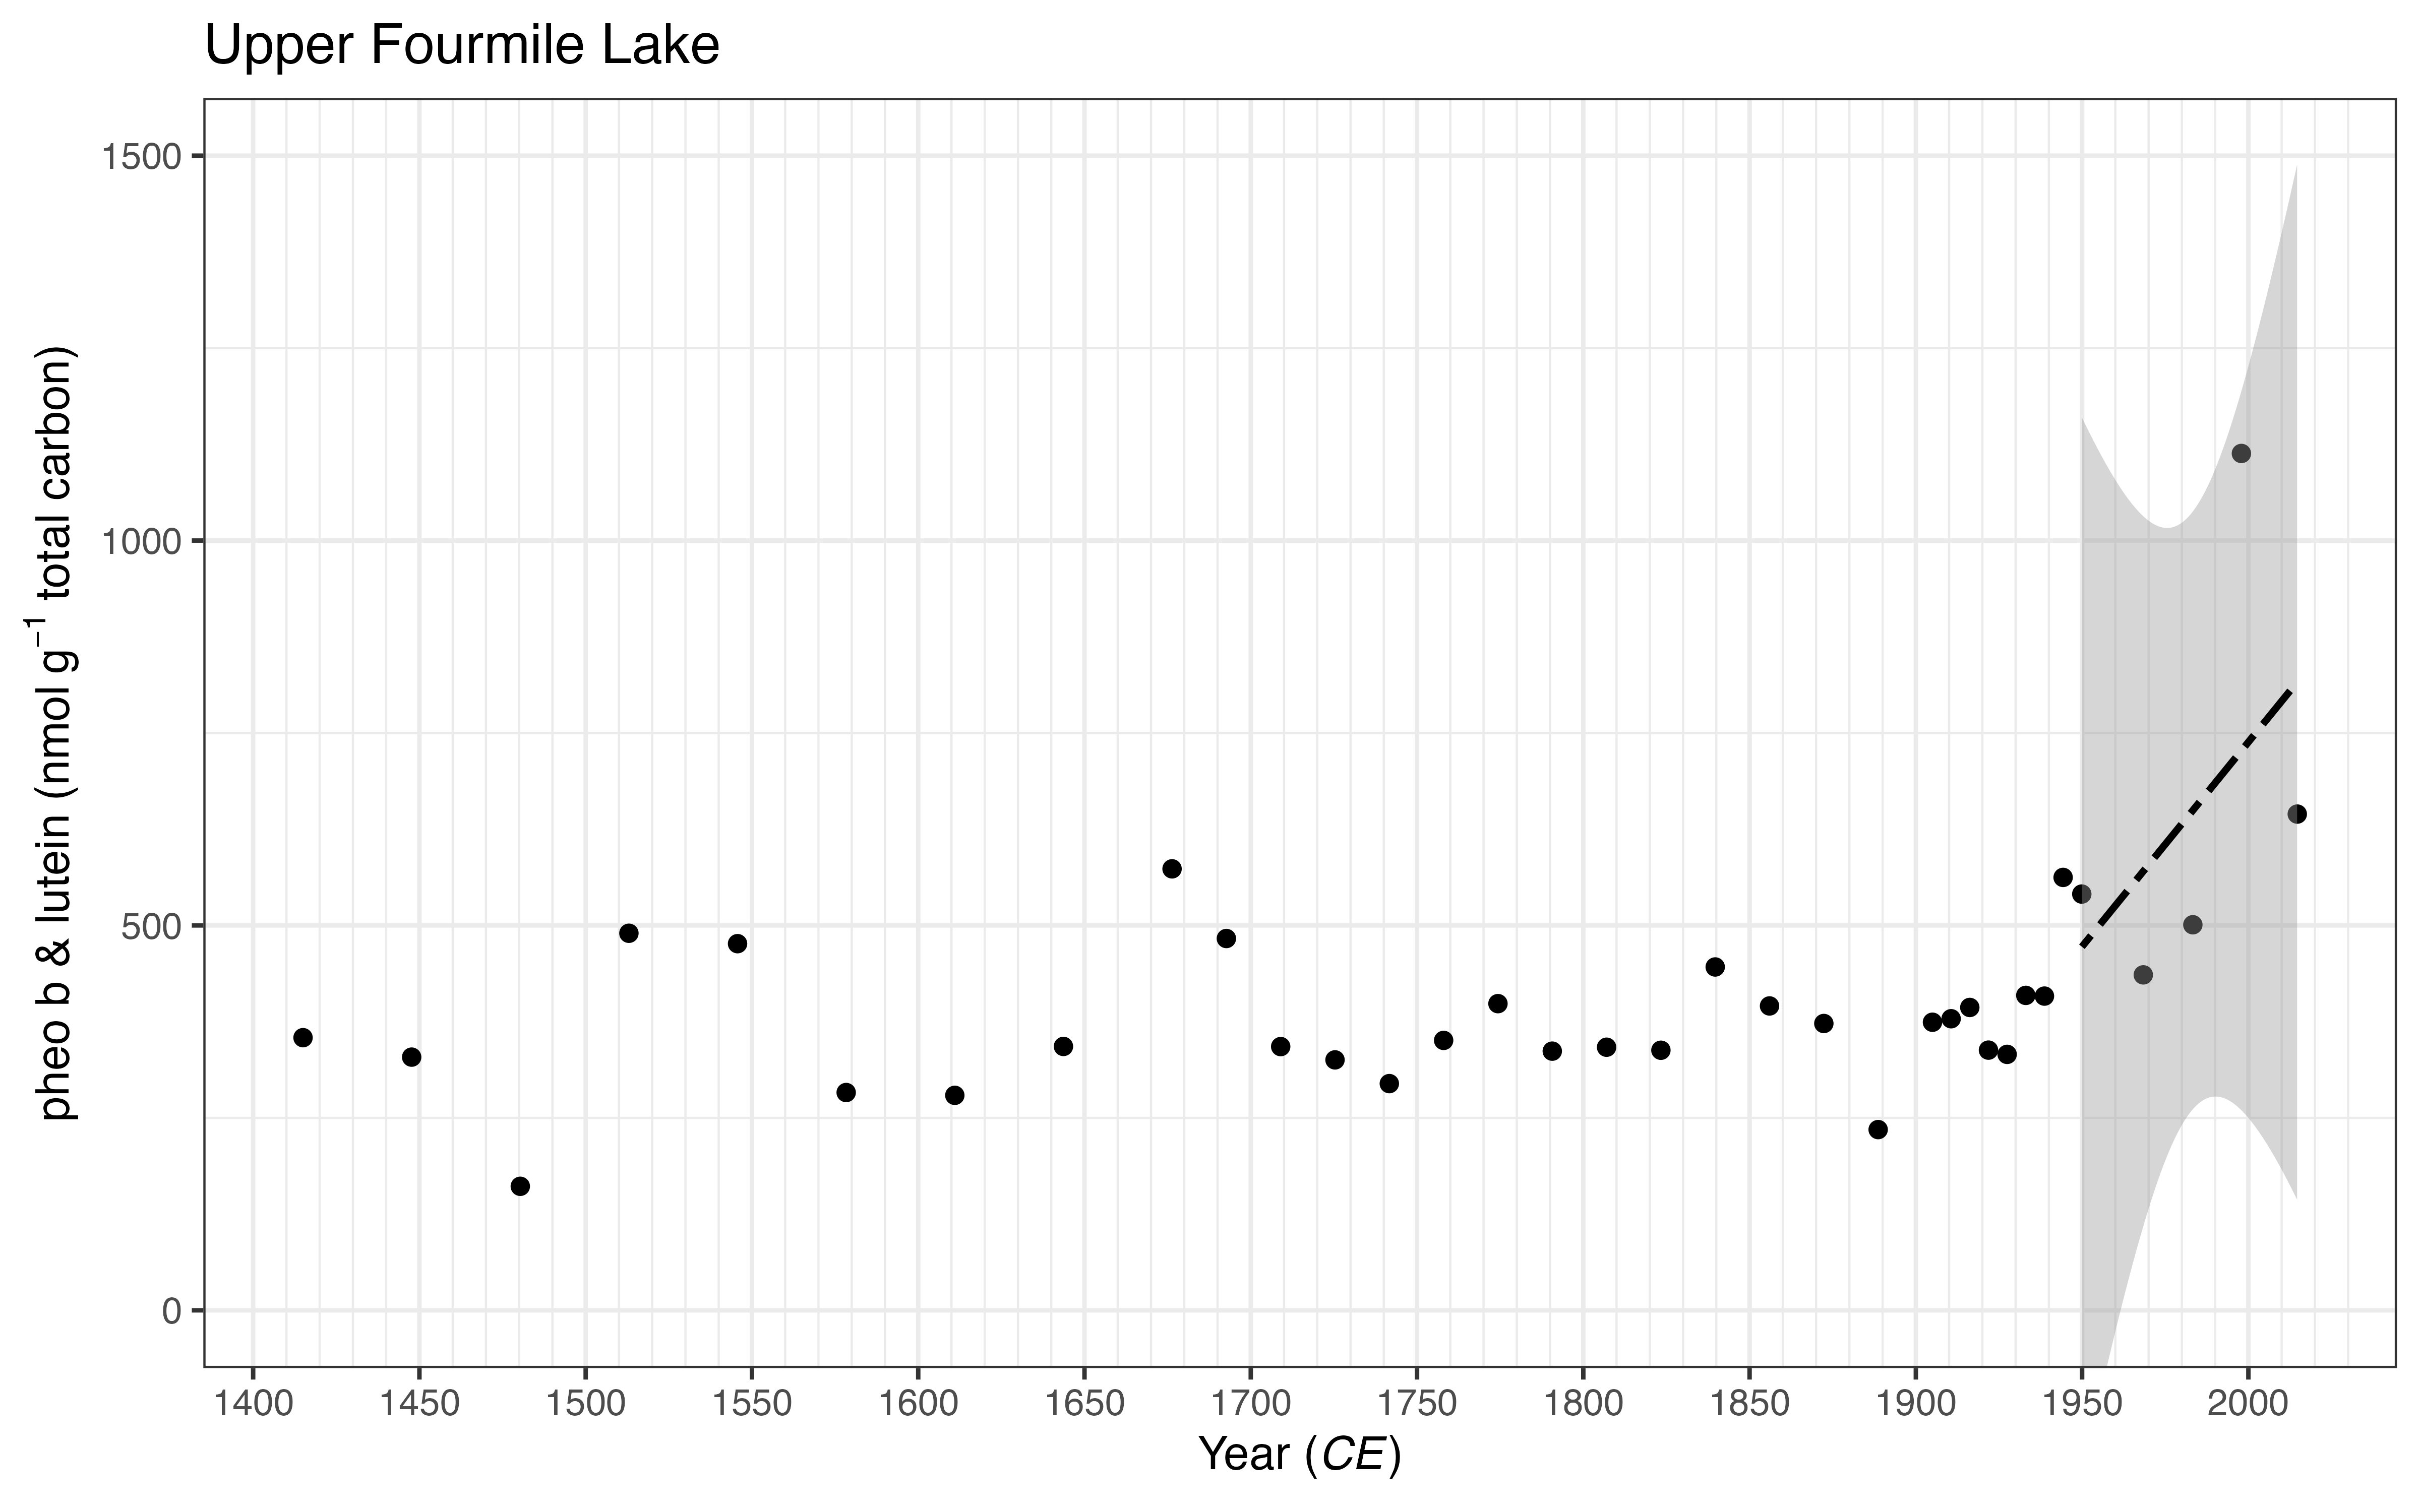 Upper Fourmile Lake
pheo b & lutein (nmol g⁻¹ total carbon)
1500
1000
500
0
1400 1450 1500 1550 1600 1650 1700 1750 1800 1850 1900 1950 2000
Year (CE)